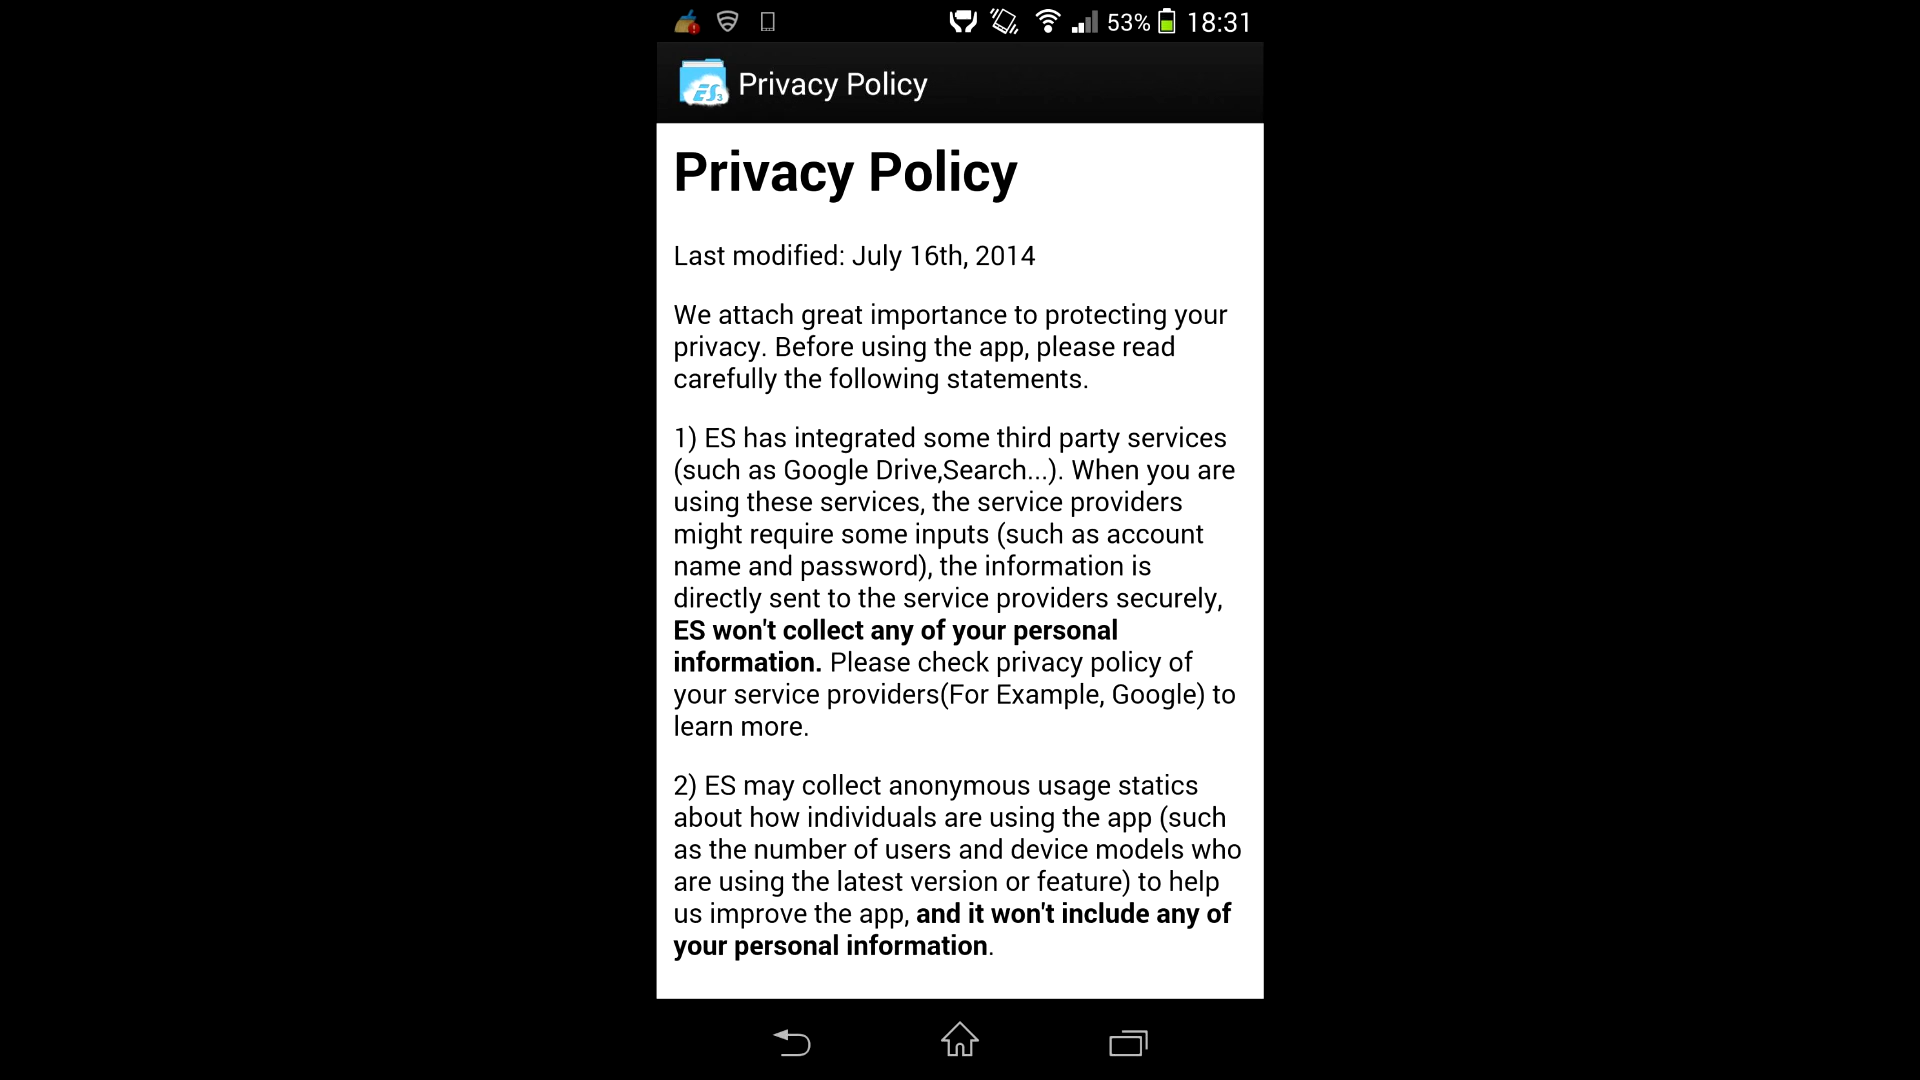 53% 18:31
ES3 Privacy Policy
Privacy Policy
Last modified: July 16th, 2014
We attach great importance to protecting your
privacy. Before using the app, please read
carefully the following statements.
1) ES has integrated some third party services
(such as Google Drive,Search...). When you are
using these services, the service providers
might require some inputs (such as account
name and password), the information is
directly sent to the service providers securely,
ES won't collect any of your personal
information. Please check privacy policy of
your service providers(For Example, Google) to
learn more.
2) ES may collect anonymous usage statics
about how individuals are using the app (such
as the number of users and device models who
are using the latest version or feature) to help
us improve the app, and it won't include any of
your personal information.